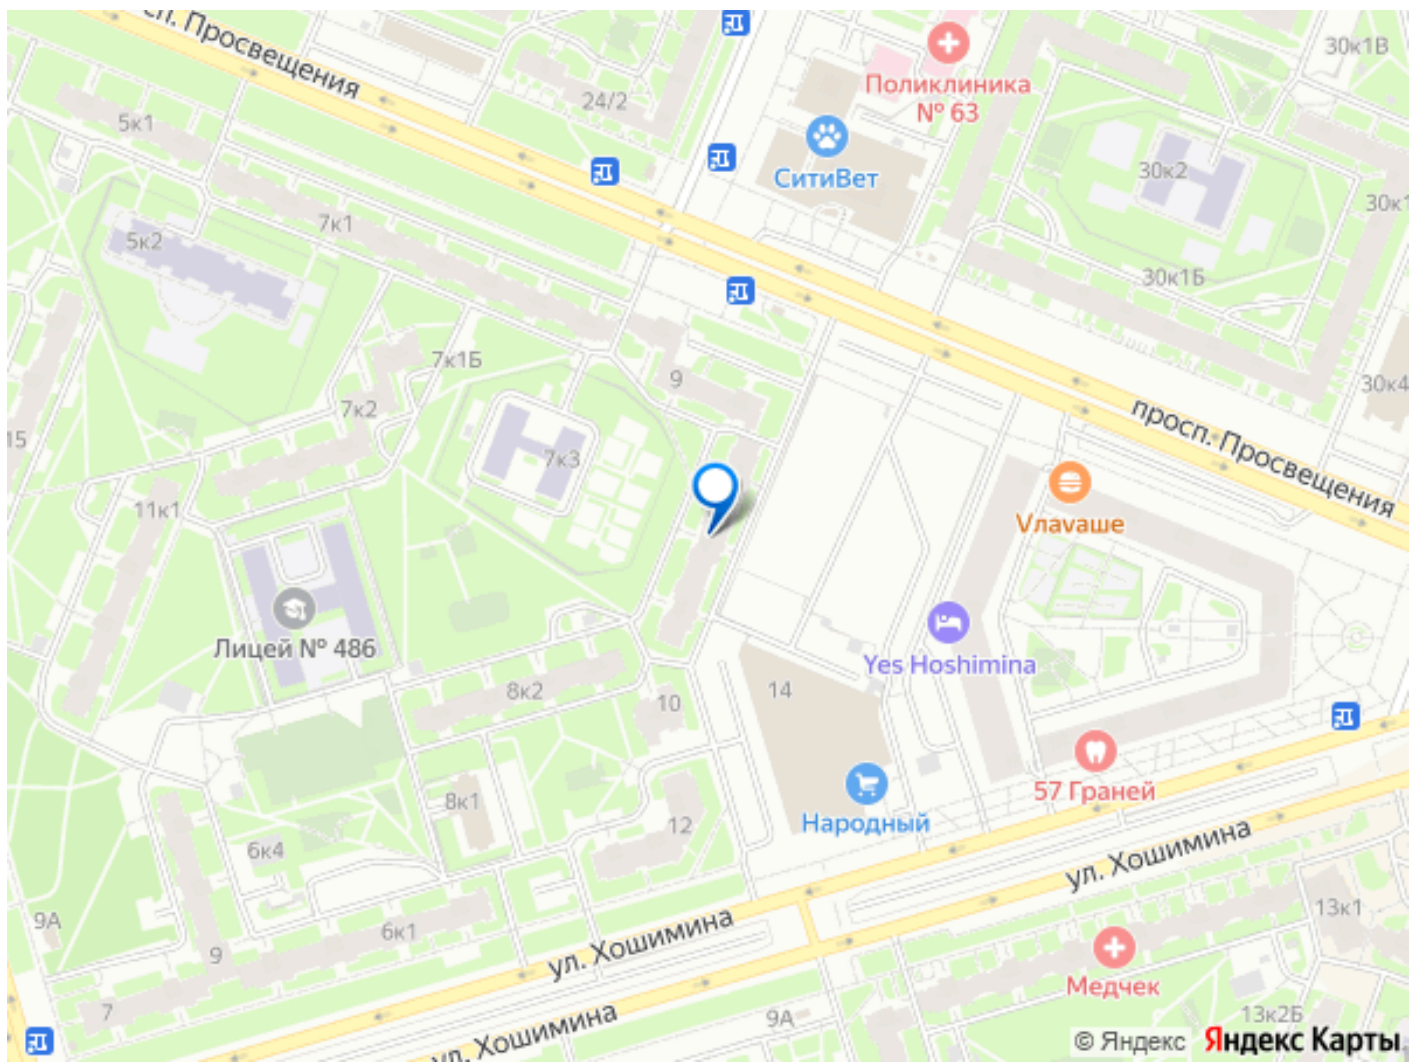 сп. Просвещения
24/2
Поликлиника
№ 63
30к1В
5к1
СитиВет
30к2
30к1
7к1
5к2
30к1Б
7к1Б
9
30к4
7к2
просп. Просвещения
15
7к3
Vлаvаше
11к1
Лицей № 486
Yes Hoshimina
8к2
10
14
57 Граней
8к1
Народный
12
6к4
ул. Хошимина
9А
6к1
13к1
ул. Хошимина
9
Медчек
7
9А
13к2Б
ул. Хошимина
© Яндекс Яндекс Карты